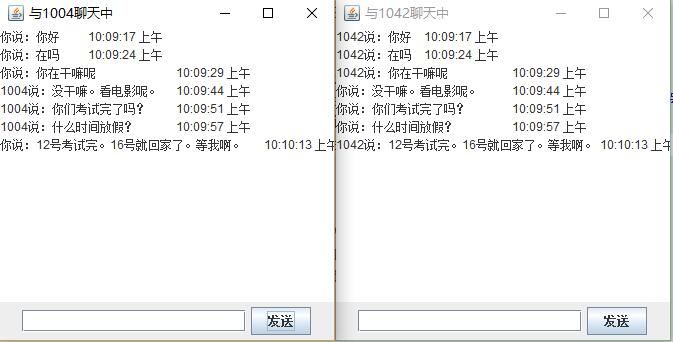 与1004聊天中
你说：你好 10:09:17 上午
你说：在吗 10:09:24 上午
你说：你在干嘛呢 10:09:29 上午
1004说：没干嘛。看电影呢。 10:09:44 上午
1004说：你们考试完了吗？ 10:09:51 上午
1004说：什么时间放假？ 10:09:57 上午
你说：12号考试完。16号就回家了。等我啊。 10:10:13 上午
发送
与1042聊天中
1042说：你好 10:09:17 上午
1042说：在吗 10:09:24 上午
1042说：你在干嘛呢 10:09:29 上午
你说：没干嘛。看电影呢。 10:09:44 上午
你说：你们考试完了吗？ 10:09:51 上午
你说：什么时间放假？ 10:09:57 上午
1042说：12号考试完。16号就回家了。等我啊。 10:10:13 上午
发送